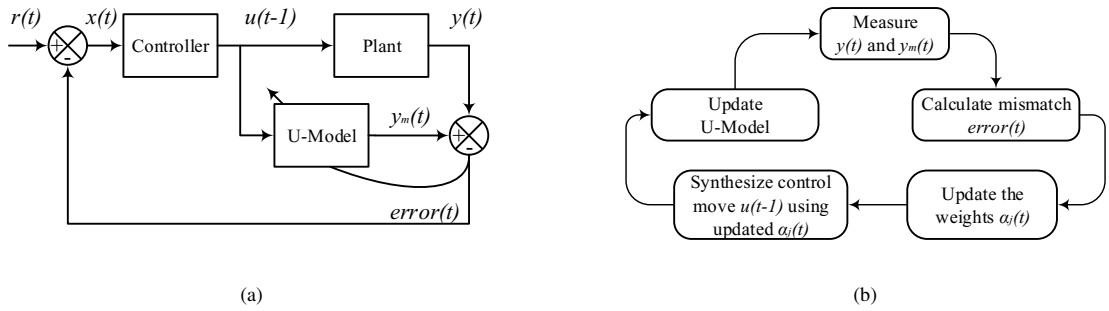 r(t)
x(t)
Controller
u(t-1)
Plant
y(t)
+
-
U-Model
yₘ(t)
+
-
error(t)
(a)
Measure
y(t) and yₘ(t)
Calculate mismatch
error(t)
Update the
weights αⱼ(t)
Synthesize control
move u(t-1) using
updated αⱼ(t)
Update
U-Model
(b)